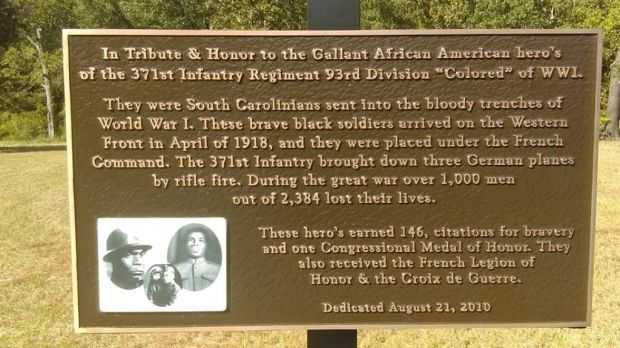 In Tribute & Honor to the Gallant African American hero's
of the 371st Infantry Regiment 93rd Division "Colored" of WWI.
They were South Carolinians sent into the bloody trenches of
World War I. These brave black soldiers arrived on the Western
Front in April of 1918, and they were placed under the French
Command. The 371st Infantry brought down three German planes
by rifle fire. During the great war over 1,000 men
out of 2,384 lost their lives.
These hero's earned 146, citations for bravery
and one Congressional Medal of Honor. They
also received the French Legion of
Honor & the Croix de Guerre.
Dedicated August 21, 2010